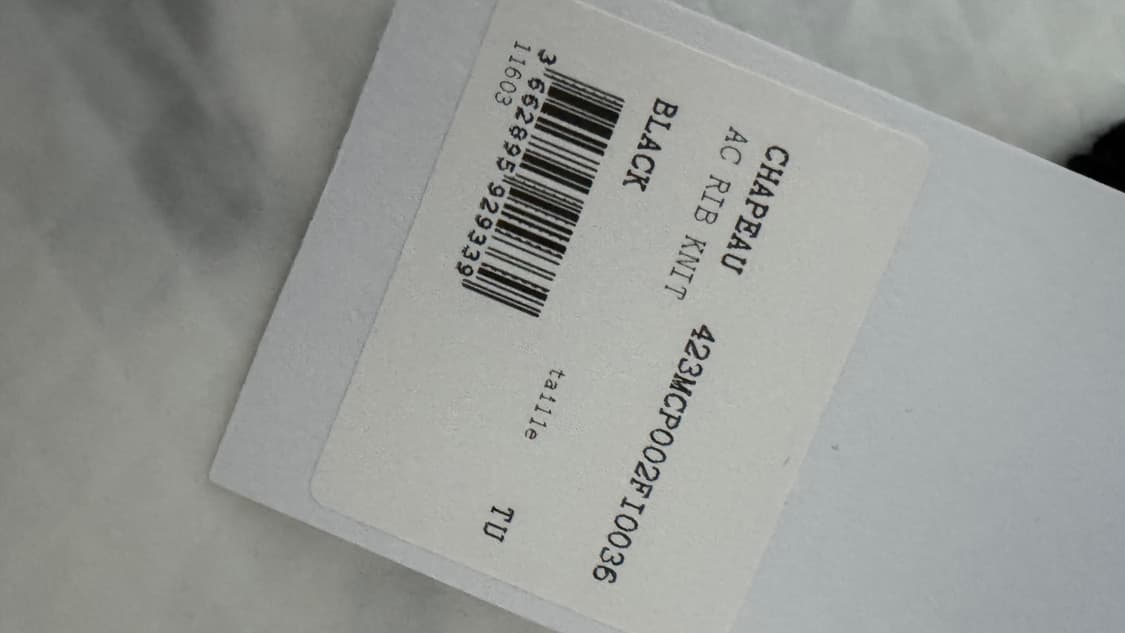 CHAPEAU
AC RIB KNIT 423MCP002FI0036
BLACK
3 662895 929339
11603
taille TU